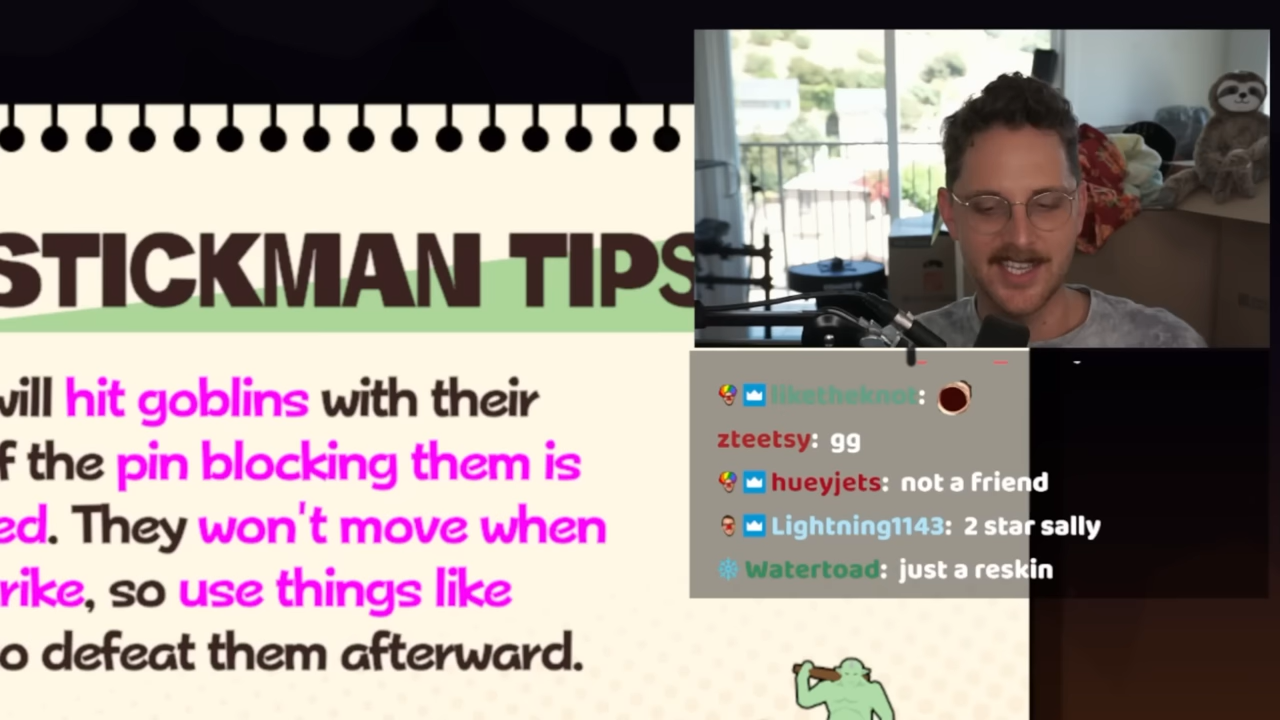 STICKMAN TIPS
will hit goblins with their
f the pin blocking them is
ed. They won't move when
rike, so use things like
o defeat them afterward.
liketheknot:
zteetsy: gg
hueyjets: not a friend
Lightning1143: 2 star sally
Watertoad: just a reskin